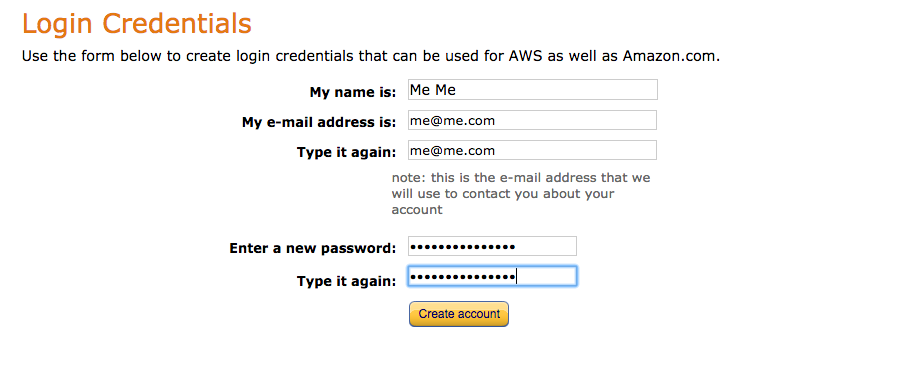 Login Credentials
Use the form below to create login credentials that can be used for AWS as well as Amazon.com.
My name is: Me Me
My e-mail address is: me@me.com
Type it again: me@me.com
note: this is the e-mail address that we
will use to contact you about your
account
Enter a new password: •••••••••••••••
Type it again: •••••••••••••••
Create account